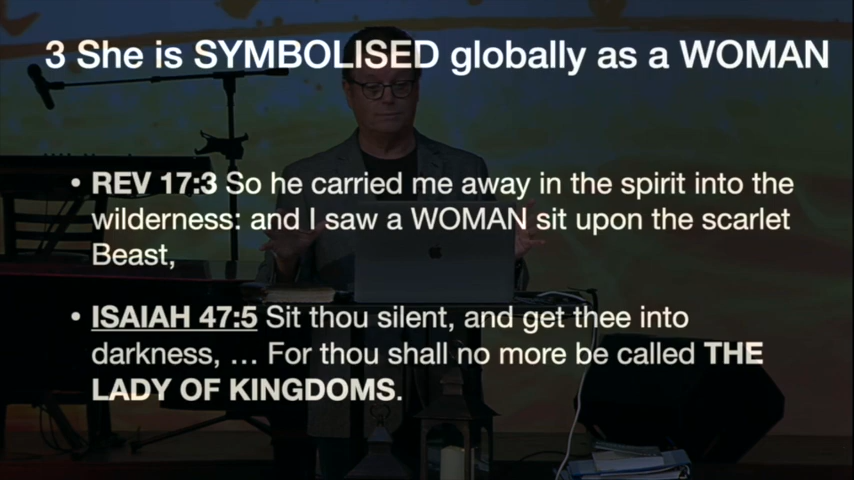 3 She is SYMBOLISED globally as a WOMAN
• REV 17:3 So he carried me away in the spirit into the
wilderness: and I saw a WOMAN sit upon the scarlet
Beast,
• ISAIAH 47:5 Sit thou silent, and get thee into
darkness, … For thou shall no more be called THE
LADY OF KINGDOMS.